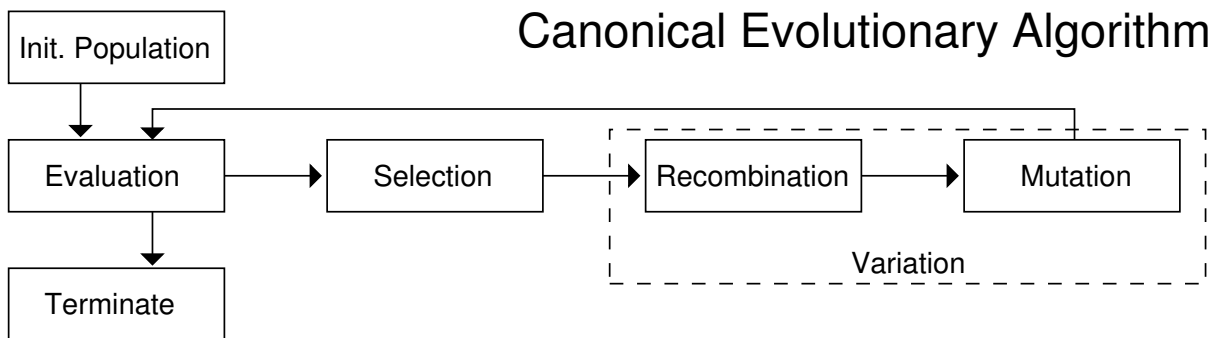 Canonical Evolutionary Algorithm
Init. Population
Evaluation
Selection
Recombination
Mutation
Variation
Terminate